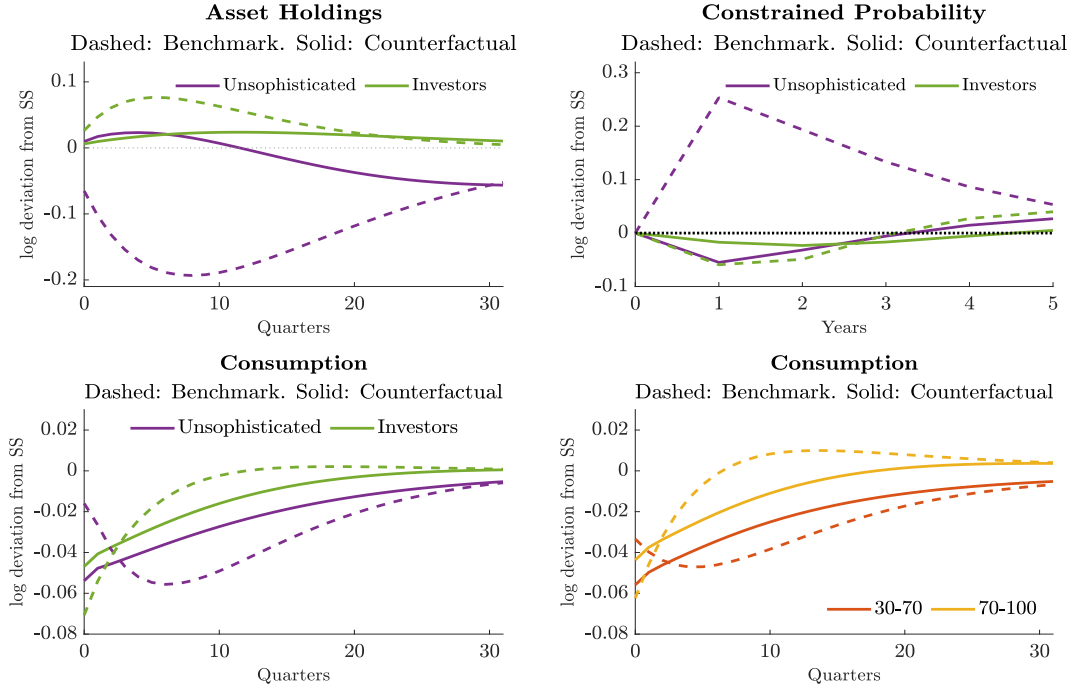 Asset Holdings
Dashed: Benchmark. Solid: Counterfactual
Unsophisticated Investors
log deviation from SS
0.1
0
-0.1
-0.2
0 10 20 30
Quarters
Constrained Probability
Dashed: Benchmark. Solid: Counterfactual
Unsophisticated Investors
log deviation from SS
0.3
0.2
0.1
0
-0.1
0 1 2 3 4 5
Years
Consumption
Dashed: Benchmark. Solid: Counterfactual
Unsophisticated Investors
log deviation from SS
0.02
0
-0.02
-0.04
-0.06
-0.08
0 10 20 30
Quarters
Consumption
Dashed: Benchmark. Solid: Counterfactual
log deviation from SS
0.02
0
-0.02
-0.04
-0.06
-0.08
30-70 70-100
0 10 20 30
Quarters